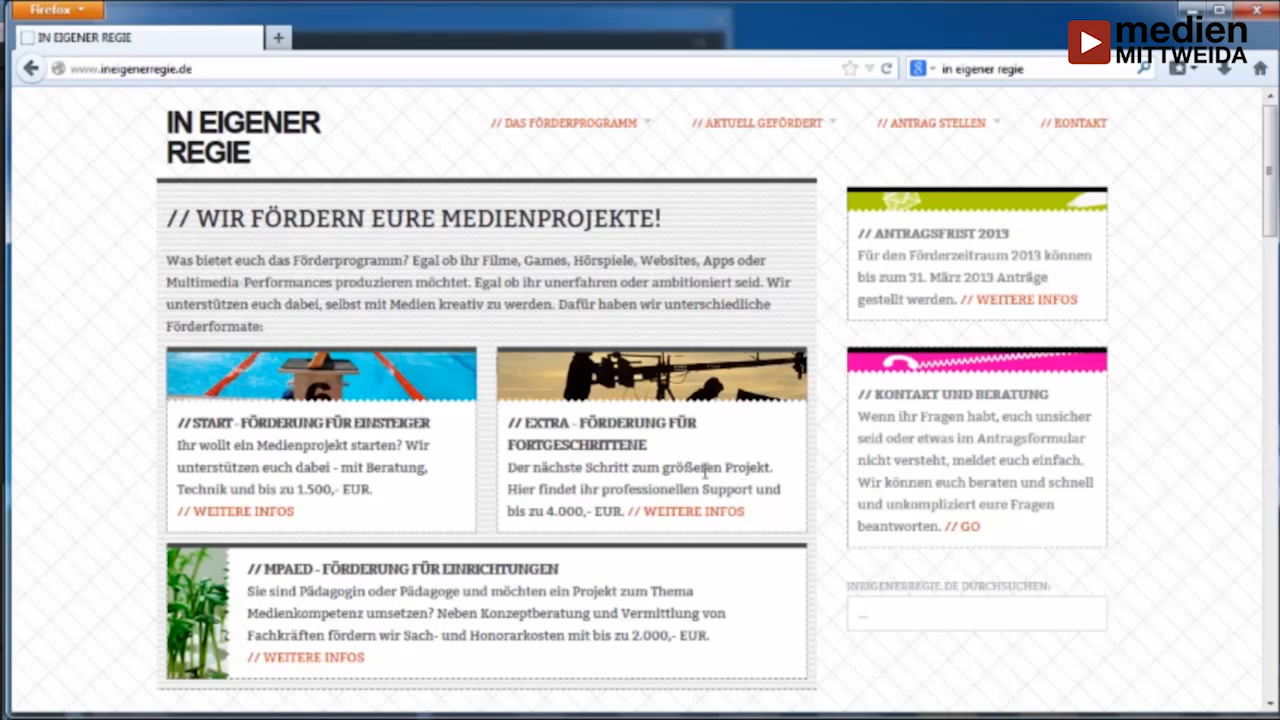 Firefox
IN EIGENER REGIE
www.ineigenerregie.de
in eigener regie
medien
MITTWEIDA
IN EIGENER
REGIE
// DAS FÖRDERPROGRAMM
// AKTUELL GEFÖRDERT
// ANTRAG STELLEN
// KONTAKT
// WIR FÖRDERN EURE MEDIENPROJEKTE!
Was bietet euch das Förderprogramm? Egal ob ihr Filme, Games, Hörspiele, Websites, Apps oder
Multimedia-Performances produzieren möchtet. Egal ob ihr unerfahren oder ambitioniert seid. Wir
unterstützen euch dabei, selbst mit Medien kreativ zu werden. Dafür haben wir unterschiedliche
Förderformate:
6
// START - FÖRDERUNG FÜR EINSTEIGER
Ihr wollt ein Medienprojekt starten? Wir
unterstützen euch dabei - mit Beratung,
Technik und bis zu 1.500,- EUR.
// WEITERE INFOS
// EXTRA - FÖRDERUNG FÜR
FORTGESCHRITTENE
Der nächste Schritt zum größeren Projekt.
Hier findet ihr professionellen Support und
bis zu 4.000,- EUR. // WEITERE INFOS
// MPAED - FÖRDERUNG FÜR EINRICHTUNGEN
Sie sind Pädagogin oder Pädagoge und möchten ein Projekt zum Thema
Medienkompetenz umsetzen? Neben Konzeptberatung und Vermittlung von
Fachkräften fördern wir Sach- und Honorarkosten mit bis zu 2.000,- EUR.
// WEITERE INFOS
// ANTRAGSFRIST 2013
Für den Förderzeitraum 2013 können
bis zum 31. März 2013 Anträge
gestellt werden. // WEITERE INFOS
// KONTAKT UND BERATUNG
Wenn ihr Fragen habt, euch unsicher
seid oder etwas im Antragsformular
nicht versteht, meldet euch einfach.
Wir können euch beraten und schnell
und unkompliziert eure Fragen
beantworten. // GO
INEIGENERREGIE.DE DURCHSUCHEN:
...